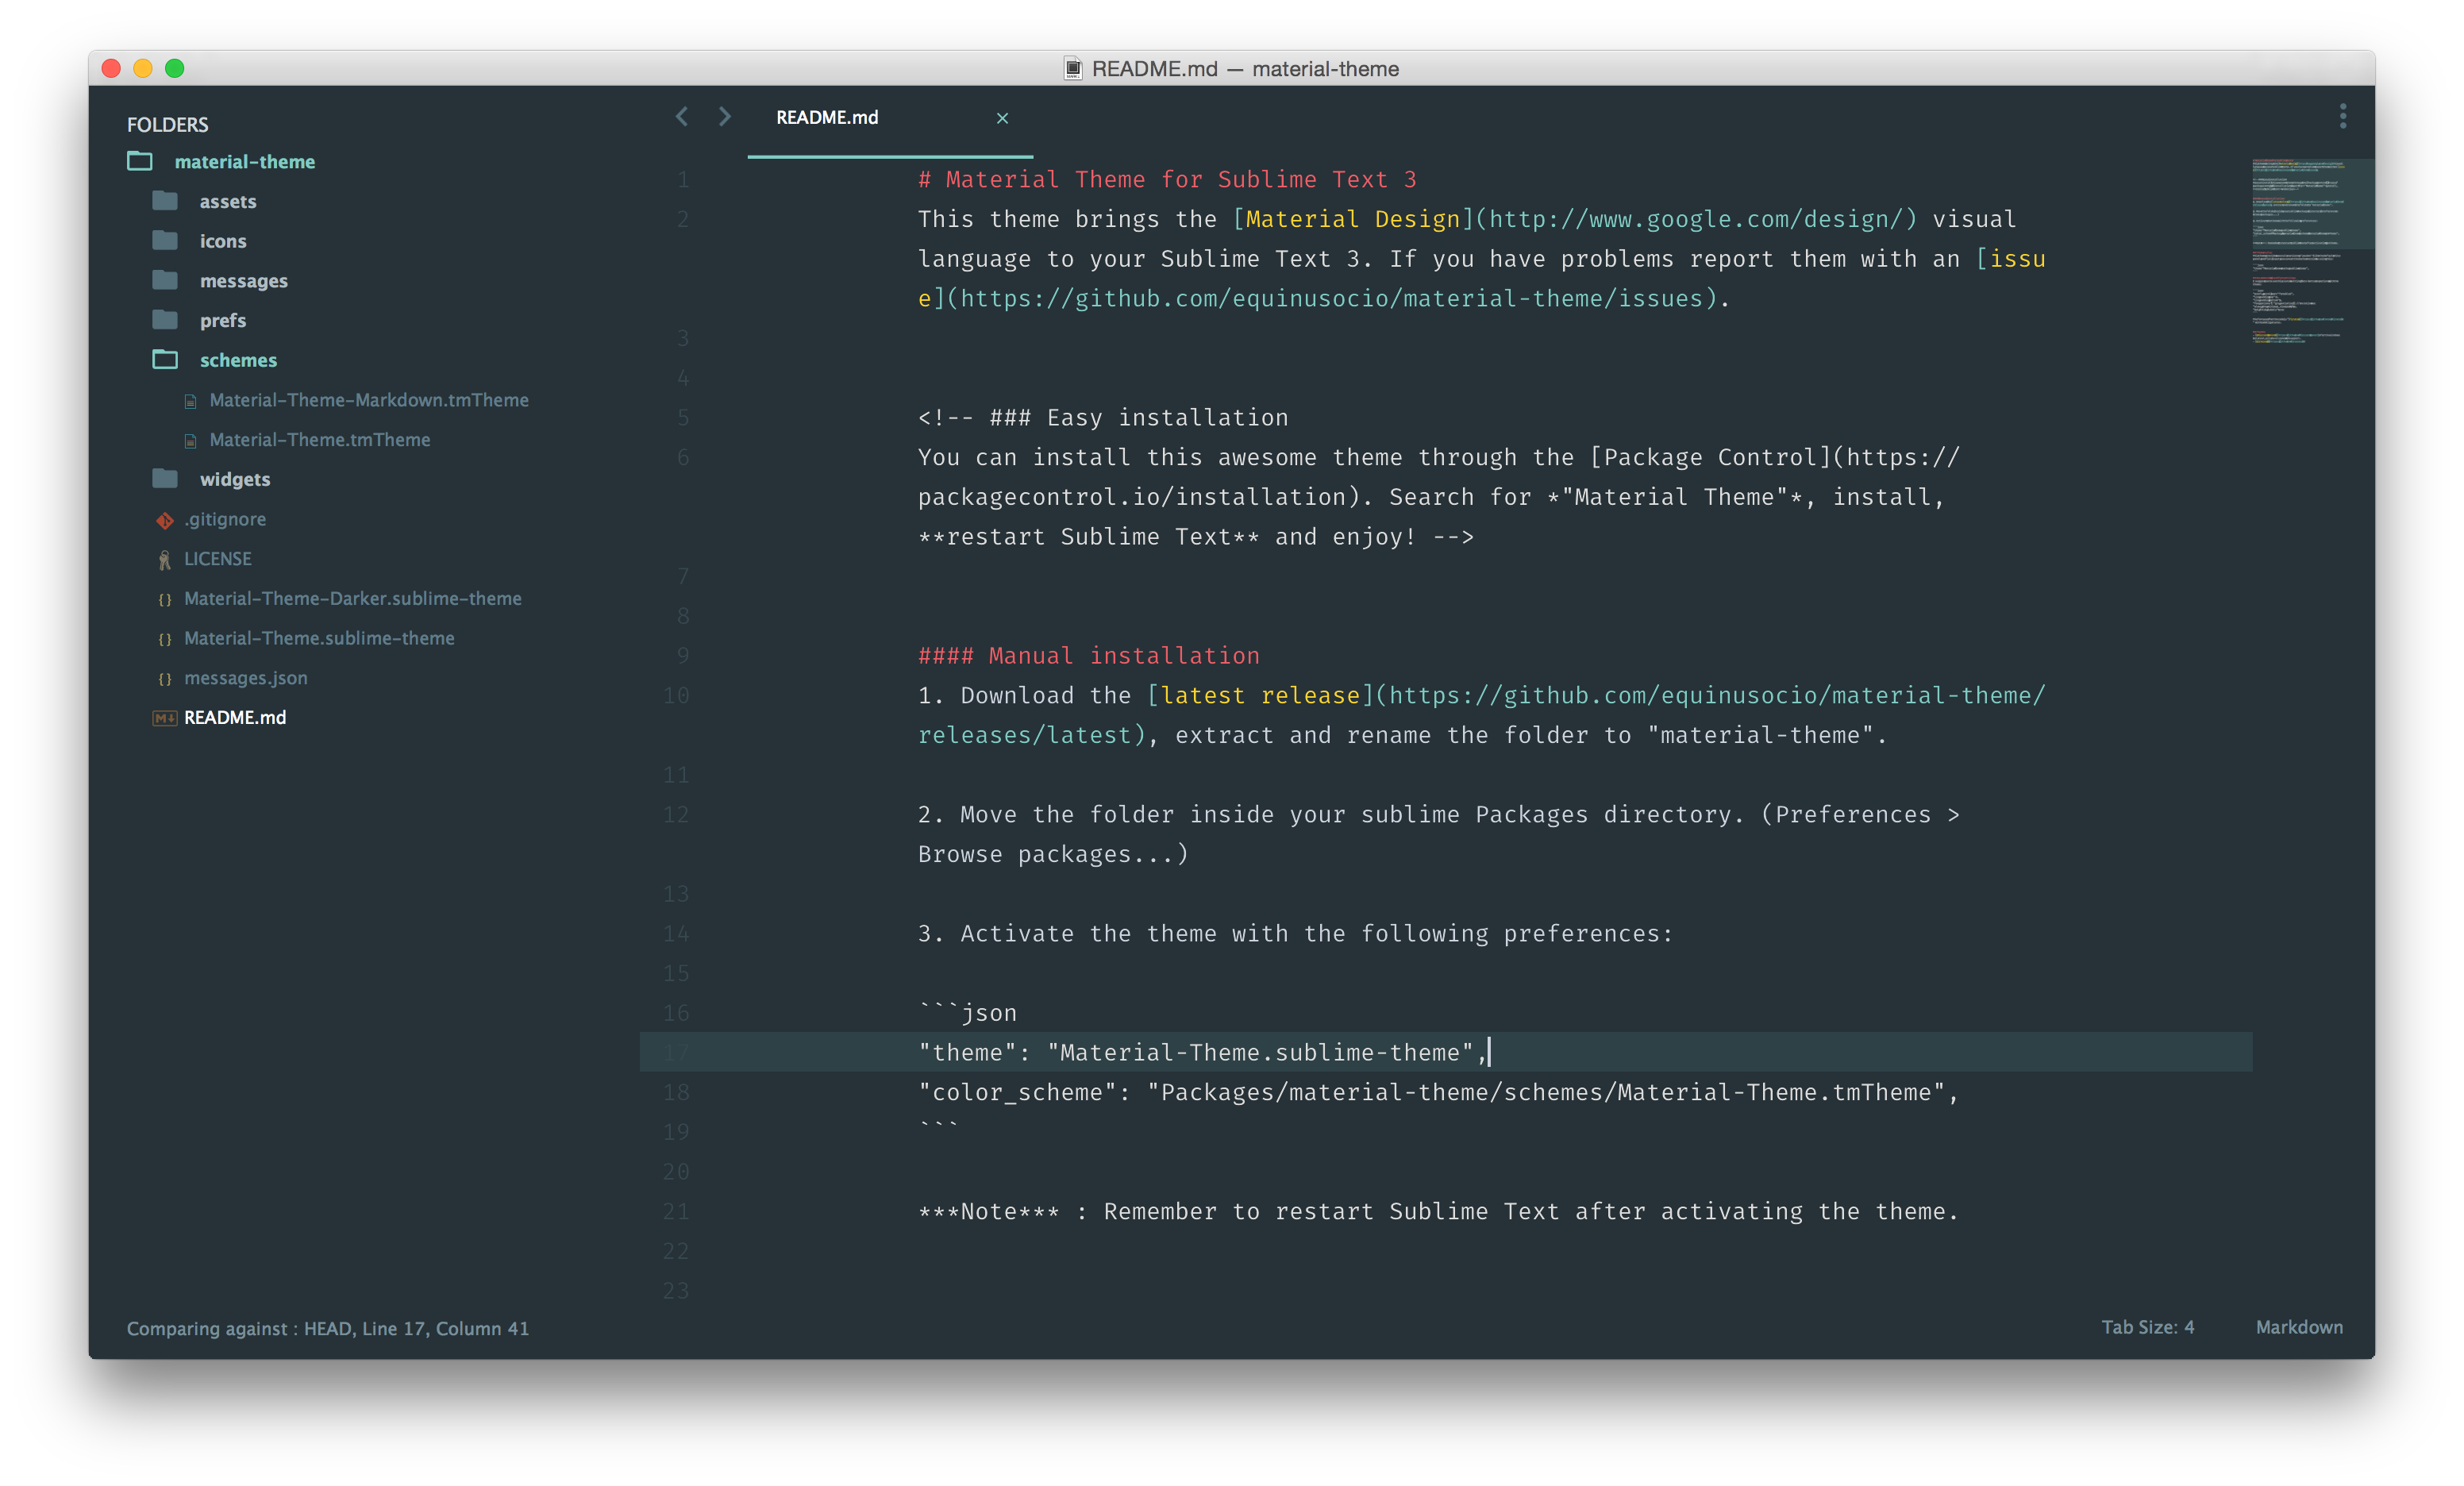 README.md — material-theme
FOLDERS
material-theme
assets
icons
messages
prefs
schemes
Material-Theme-Markdown.tmTheme
Material-Theme.tmTheme
widgets
.gitignore
LICENSE
{} Material-Theme-Darker.sublime-theme
{} Material-Theme.sublime-theme
{} messages.json
M↓ README.md
README.md ×
1 # Material Theme for Sublime Text 3
2 This theme brings the [Material Design](http://www.google.com/design/) visual
language to your Sublime Text 3. If you have problems report them with an [issu
e](https://github.com/equinusocio/material-theme/issues).
3
4
5 <!-- ### Easy installation
6 You can install this awesome theme through the [Package Control](https://
packagecontrol.io/installation). Search for *"Material Theme"*, install,
**restart Sublime Text** and enjoy! -->
7
8
9 #### Manual installation
10 1. Download the [latest release](https://github.com/equinusocio/material-theme/
releases/latest), extract and rename the folder to "material-theme".
11
12 2. Move the folder inside your sublime Packages directory. (Preferences >
Browse packages...)
13
14 3. Activate the theme with the following preferences:
15
16 ```json
17 "theme": "Material-Theme.sublime-theme",
18 "color_scheme": "Packages/material-theme/schemes/Material-Theme.tmTheme",
19 ```
20
21 ***Note*** : Remember to restart Sublime Text after activating the theme.
22
23
Comparing against : HEAD, Line 17, Column 41
Tab Size: 4 Markdown